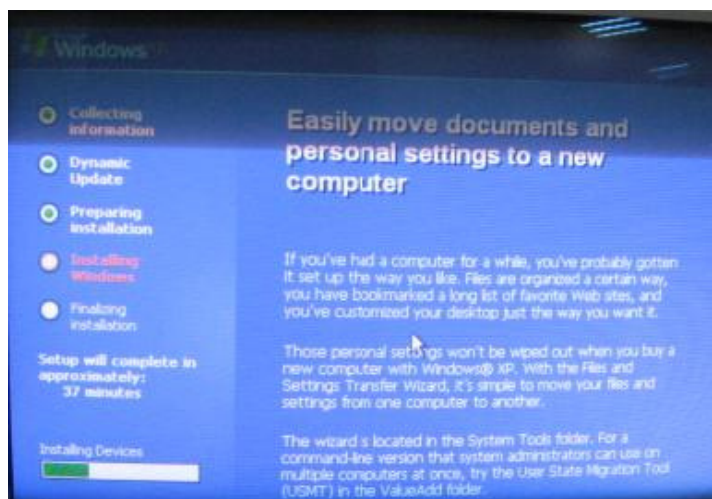 Windows
Collecting
information
Dynamic
Update
Preparing
installation
Installing
Windows
Finalizing
installation
Setup will complete in
approximately:
37 minutes
Installing Devices
Easily move documents and
personal settings to a new
computer
If you've had a computer for a while, you've probably gotten
it set up the way you like. Files are organized a certain way,
you have bookmarked a long list of favorite Web sites, and
you've customized your desktop just the way you want it.
Those personal settings won't be wiped out when you buy a
new computer with Windows® XP. With the Files and
Settings Transfer Wizard, it's simple to move your files and
settings from one computer to another.
The wizard s located in the System Tools folder. For a
command-line version that system administrators can use on
multiple computers at once, try the User State Migration Tool
(USMT) in the ValueAdd folder.